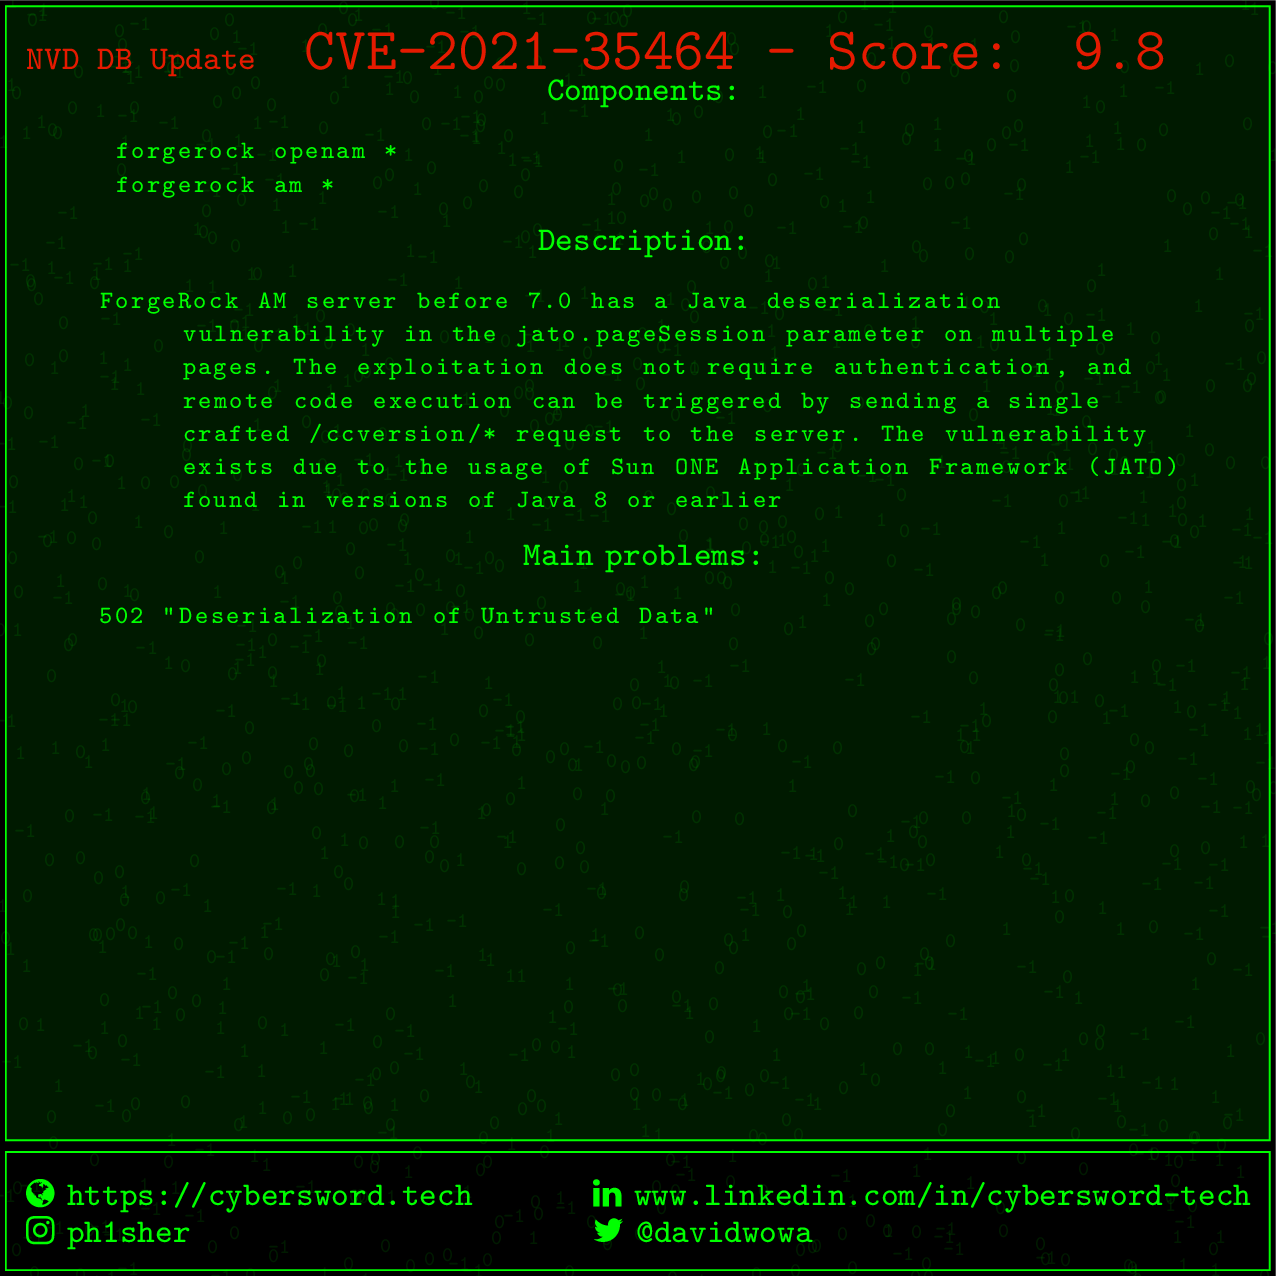 NVD DB Update CVE-2021-35464 - Score: 9.8
Components:
forgerock openam *
forgerock am *
Description:
ForgeRock AM server before 7.0 has a Java deserialization
vulnerability in the jato.pageSession parameter on multiple
pages. The exploitation does not require authentication, and
remote code execution can be triggered by sending a single
crafted /ccversion/* request to the server. The vulnerability
exists due to the usage of Sun ONE Application Framework (JATO)
found in versions of Java 8 or earlier
Main problems:
502 "Deserialization of Untrusted Data"
https://cybersword.tech
www.linkedin.com/in/cybersword-tech
ph1sher
@davidwowa